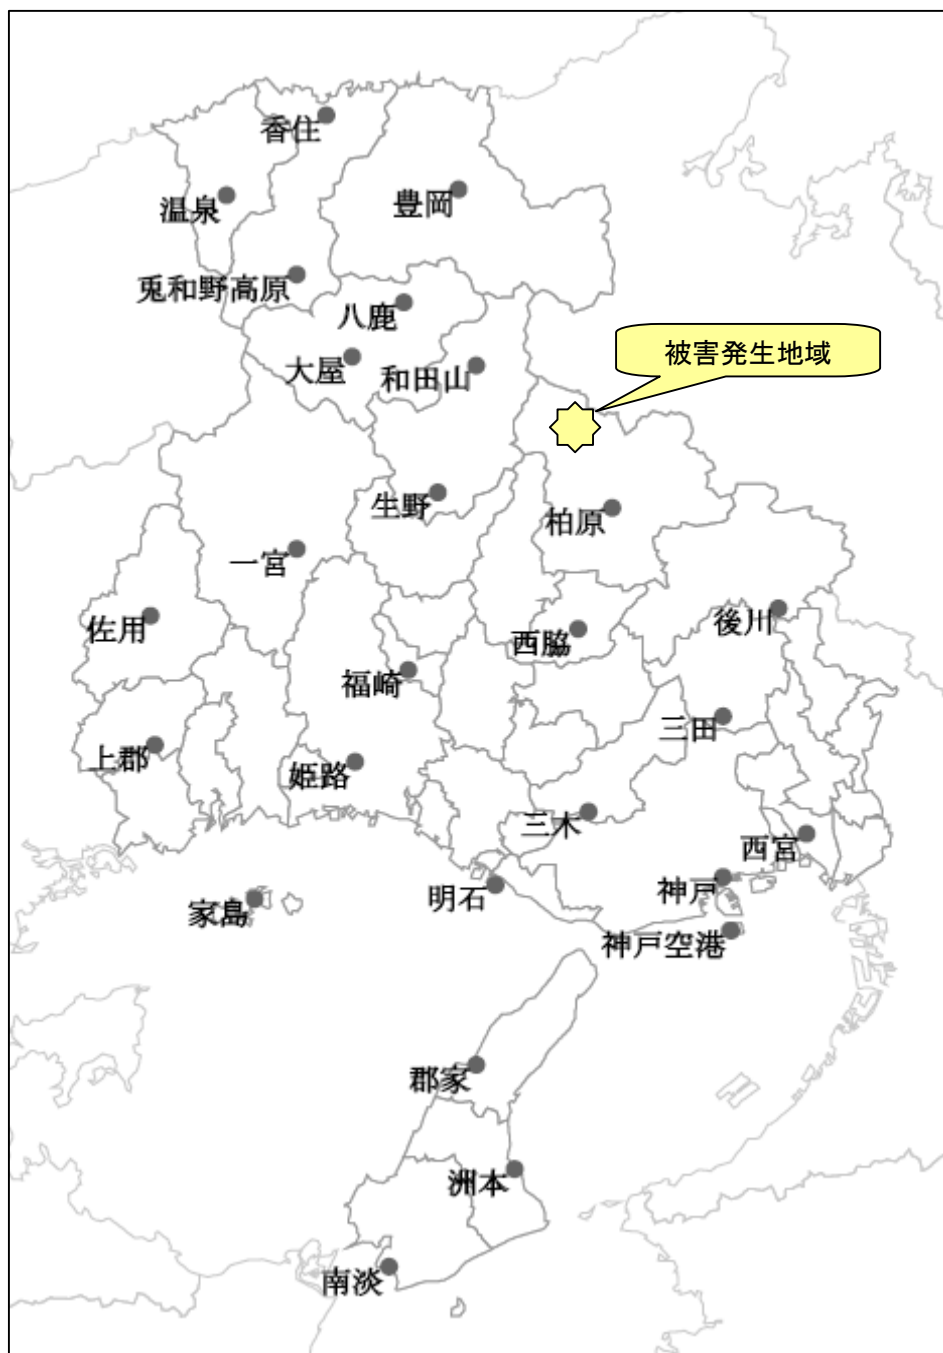 香住
豊岡
温泉
兎和野高原
八鹿
被害発生地域
大屋
和田山
生野
柏原
一宮
佐用
後川
西脇
福崎
三田
上郡
姫路
三木
西宮
神戸
明石
家島
神戸空港
郡家
洲本
南淡